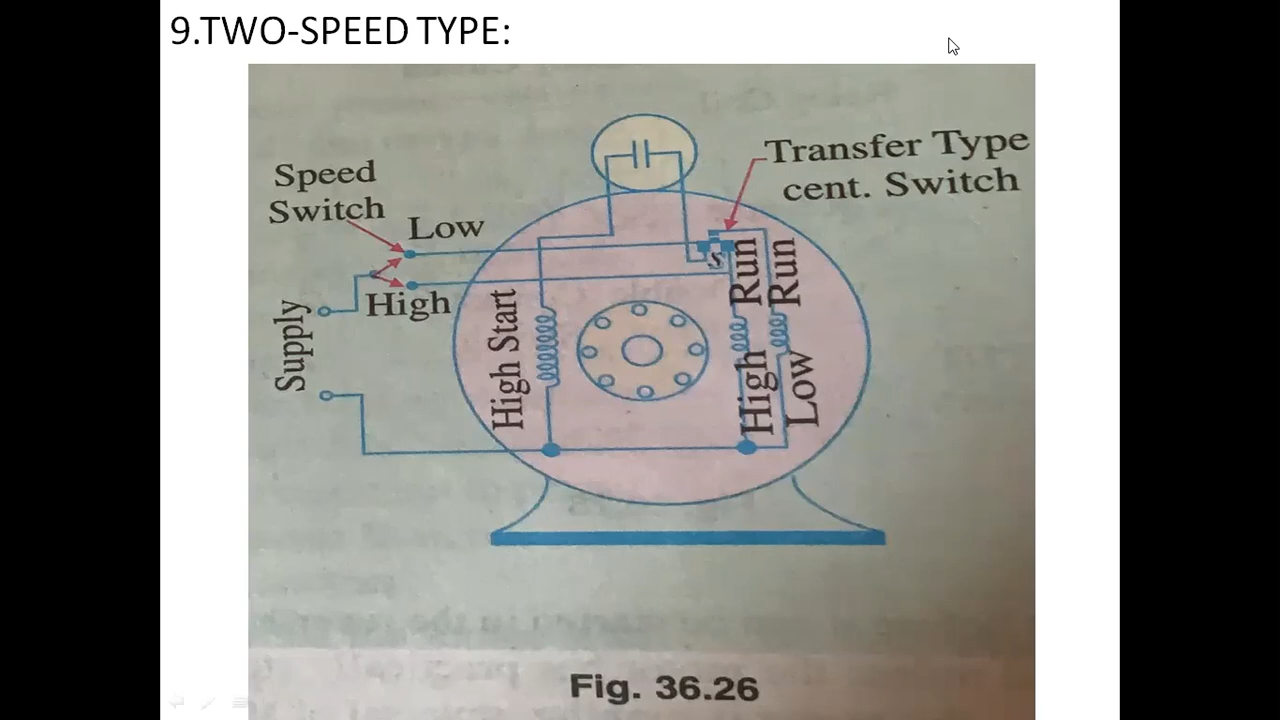 9.TWO-SPEED TYPE:
Transfer Type
cent. Switch
Speed
Switch
Low
High
Supply
High Start
S
High Run
Low Run
Fig. 36.26